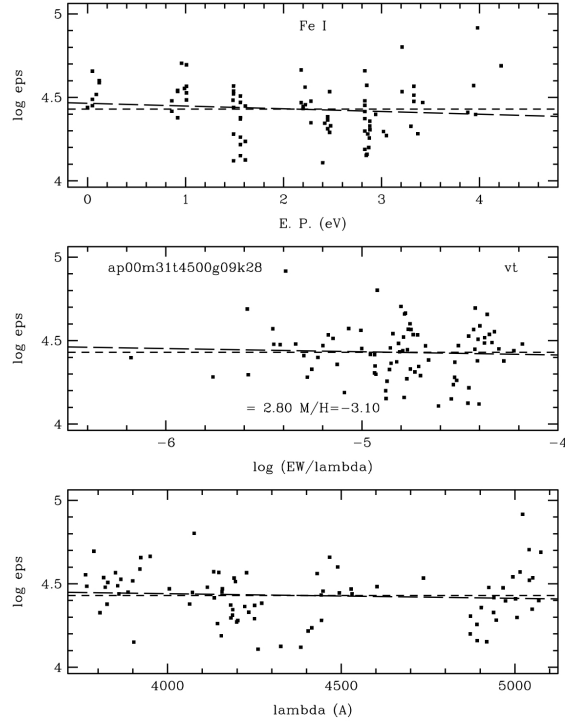 5
Fe I
log eps
4.5
4
0
1
2
3
4
E. P. (eV)
5
ap00m31t4500g09k28
vt
log eps
4.5
= 2.80 M/H=−3.10
4
−6
−5
−4
log (EW/lambda)
5
log eps
4.5
4
4000
4500
5000
lambda (A)